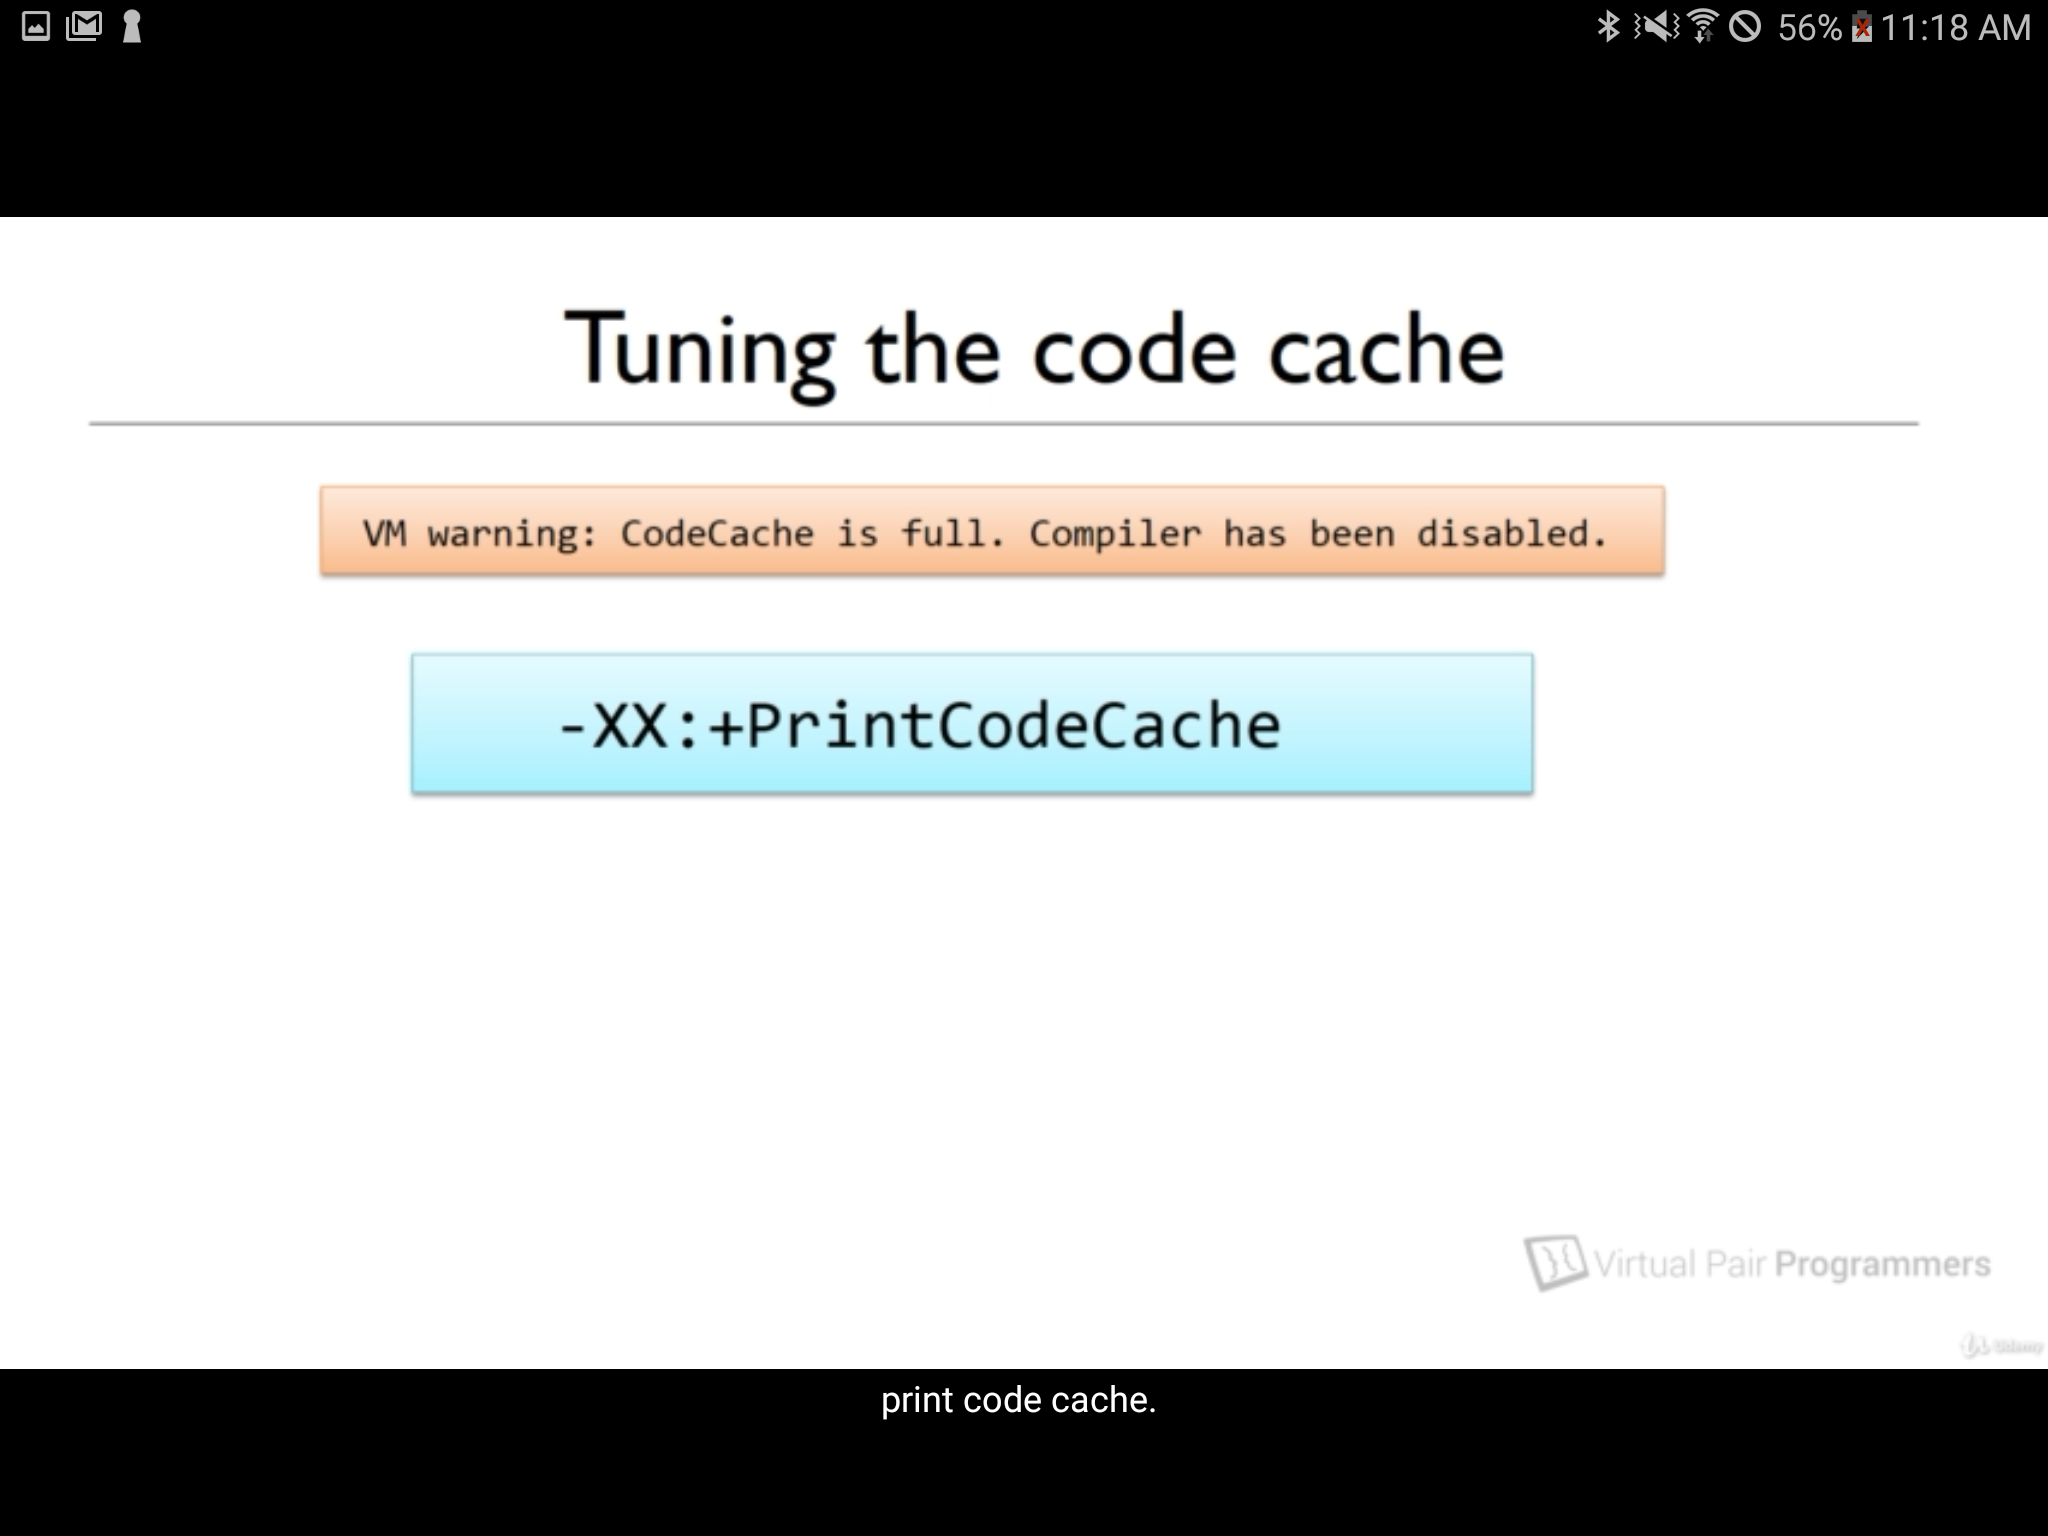 56% 11:18 AM
Tuning the code cache
VM warning: CodeCache is full. Compiler has been disabled.
-XX:+PrintCodeCache
Virtual Pair Programmers
Udemy
print code cache.